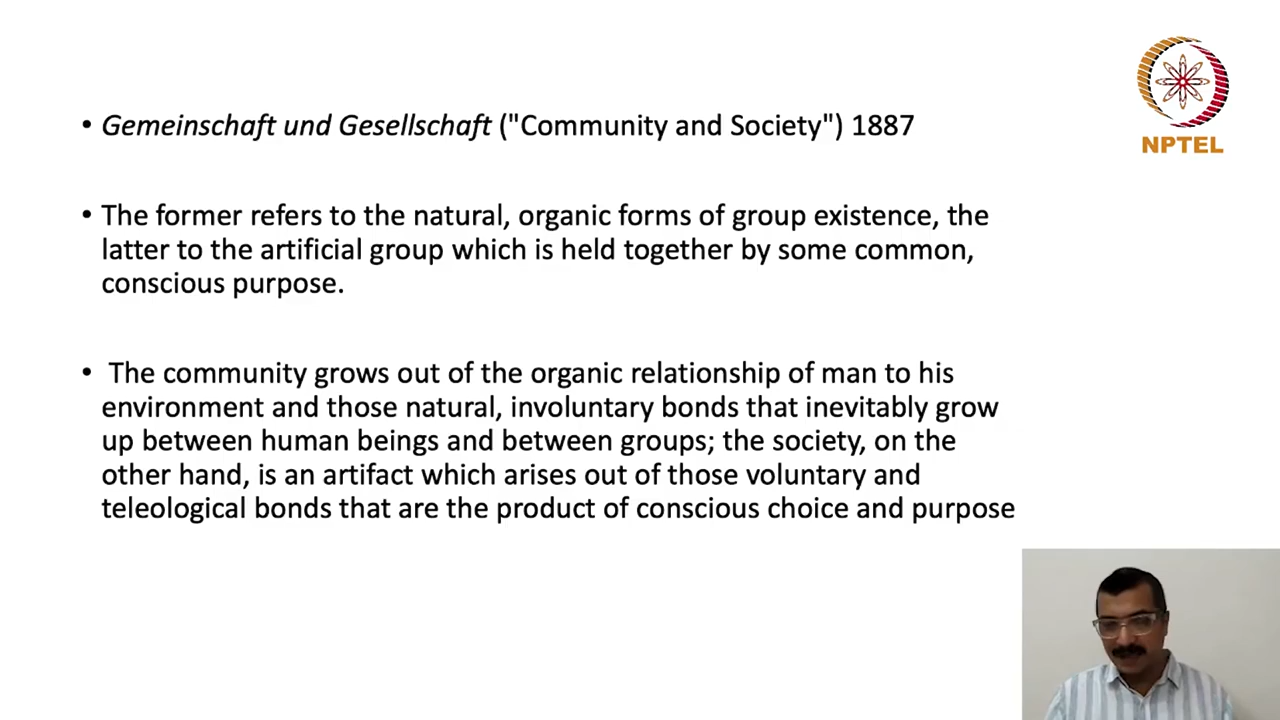 • Gemeinschaft und Gesellschaft ("Community and Society") 1887
NPTEL
• The former refers to the natural, organic forms of group existence, the
latter to the artificial group which is held together by some common,
conscious purpose.
• The community grows out of the organic relationship of man to his
environment and those natural, involuntary bonds that inevitably grow
up between human beings and between groups; the society, on the
other hand, is an artifact which arises out of those voluntary and
teleological bonds that are the product of conscious choice and purpose